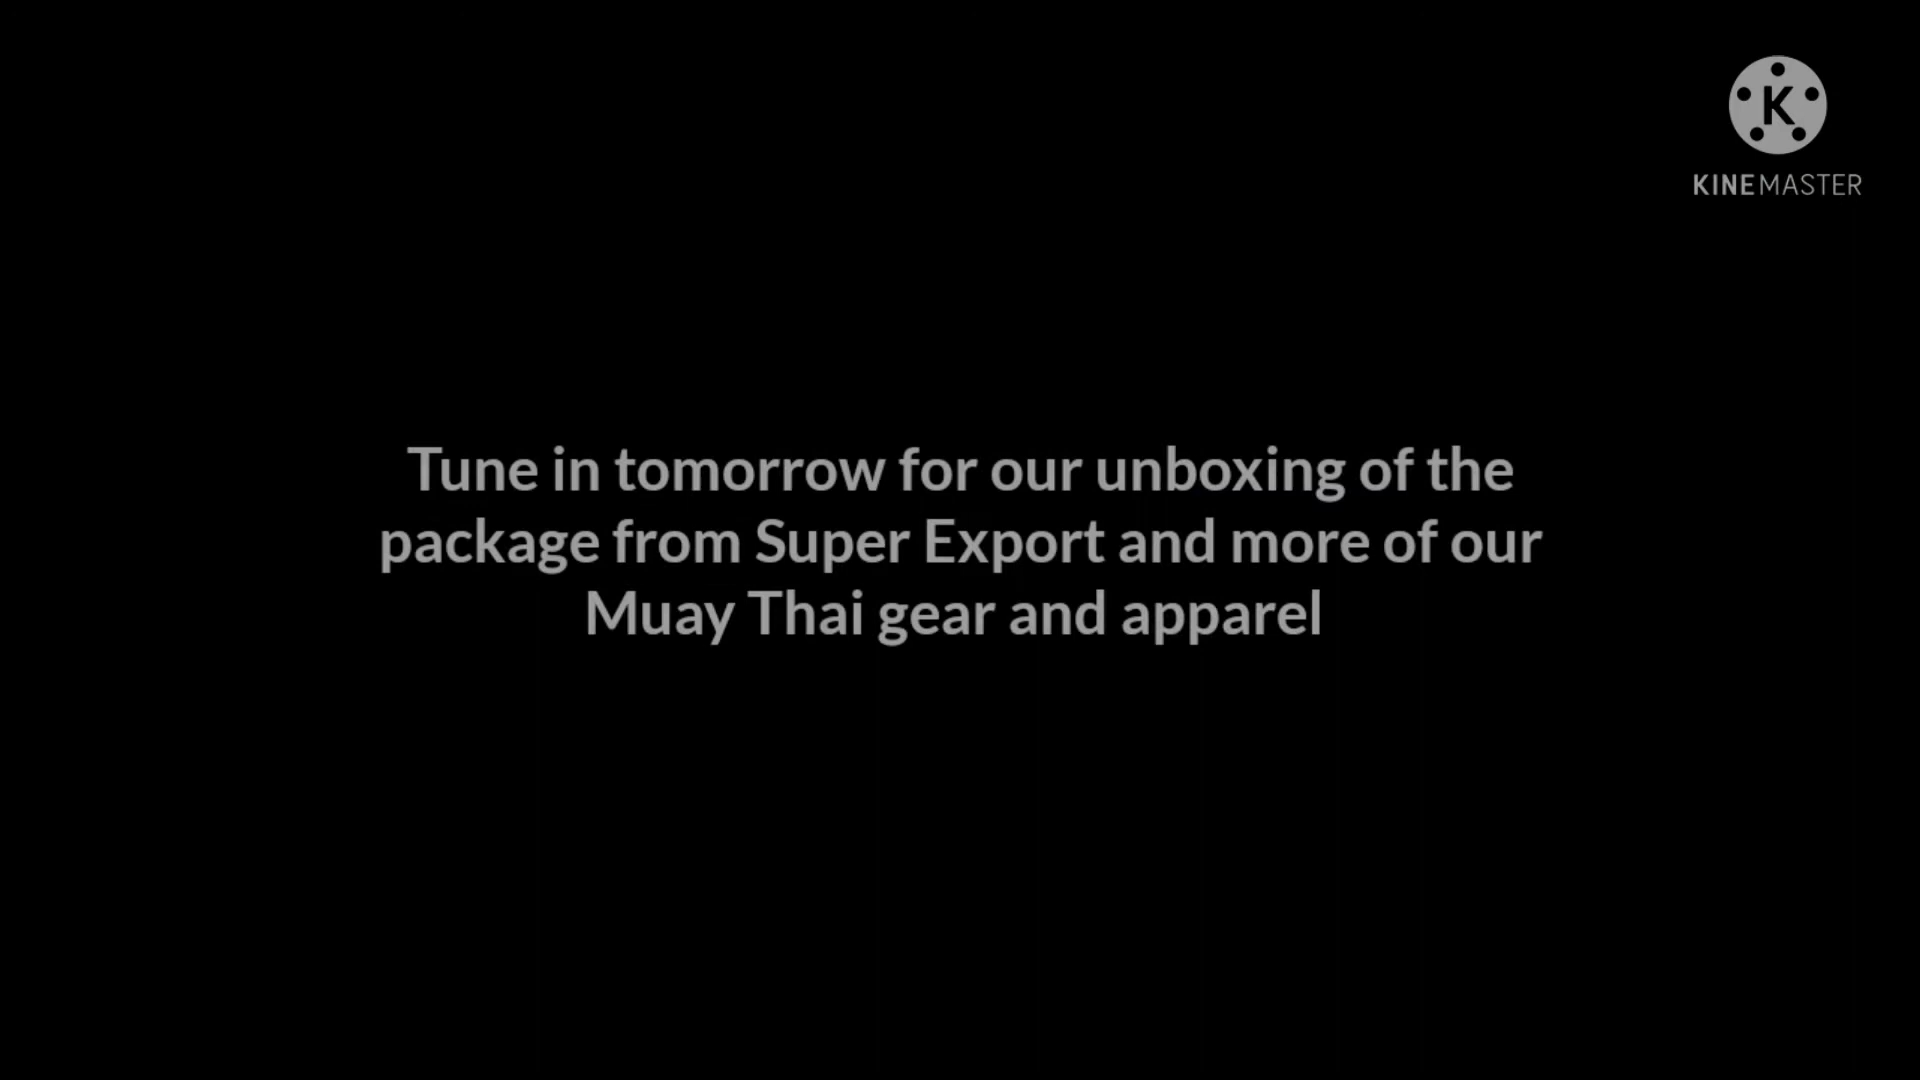 K
KINEMASTER
Tune in tomorrow for our unboxing of the
package from Super Export and more of our
Muay Thai gear and apparel